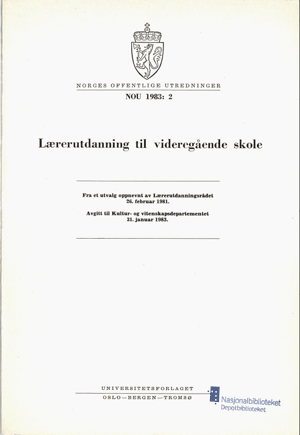 NORGES OFFENTLIGE UTREDNINGER
NOU 1983: 2
Lærerutdanning til videregående skole
Fra et utvalg oppnevnt av Lærerutdanningsrådet
26. februar 1981.
Avgitt til Kultur- og vitenskapsdepartementet
31. januar 1983.
UNIVERSITETSFORLAGET
OSLO—BERGEN—TROMSØ
Nasjonalbiblioteket
Depotbiblioteket